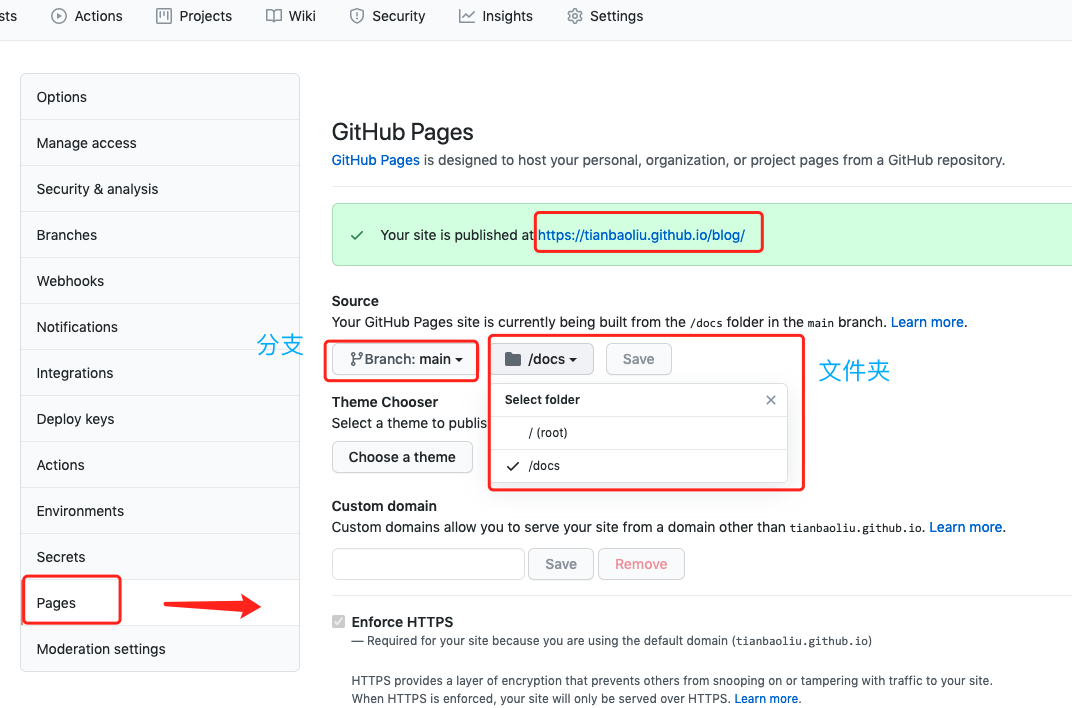 sts Actions Projects Wiki Security Insights Settings
Options
Manage access
Security & analysis
Branches
Webhooks
Notifications
Integrations
Deploy keys
Actions
Environments
Secrets
Pages
Moderation settings
GitHub Pages
GitHub Pages is designed to host your personal, organization, or project pages from a GitHub repository.
Your site is published at https://tianbaoliu.github.io/blog/
Source
Your GitHub Pages site is currently being built from the /docs folder in the main branch. Learn more.
分支
Branch: main /docs Save
文件夹
Select folder
/ (root)
/docs
Theme Chooser
Select a theme to publis
Choose a theme
Custom domain
Custom domains allow you to serve your site from a domain other than tianbaoliu.github.io. Learn more.
Save Remove
Enforce HTTPS
— Required for your site because you are using the default domain (tianbaoliu.github.io)
HTTPS provides a layer of encryption that prevents others from snooping on or tampering with traffic to your site.
When HTTPS is enforced, your site will only be served over HTTPS. Learn more.